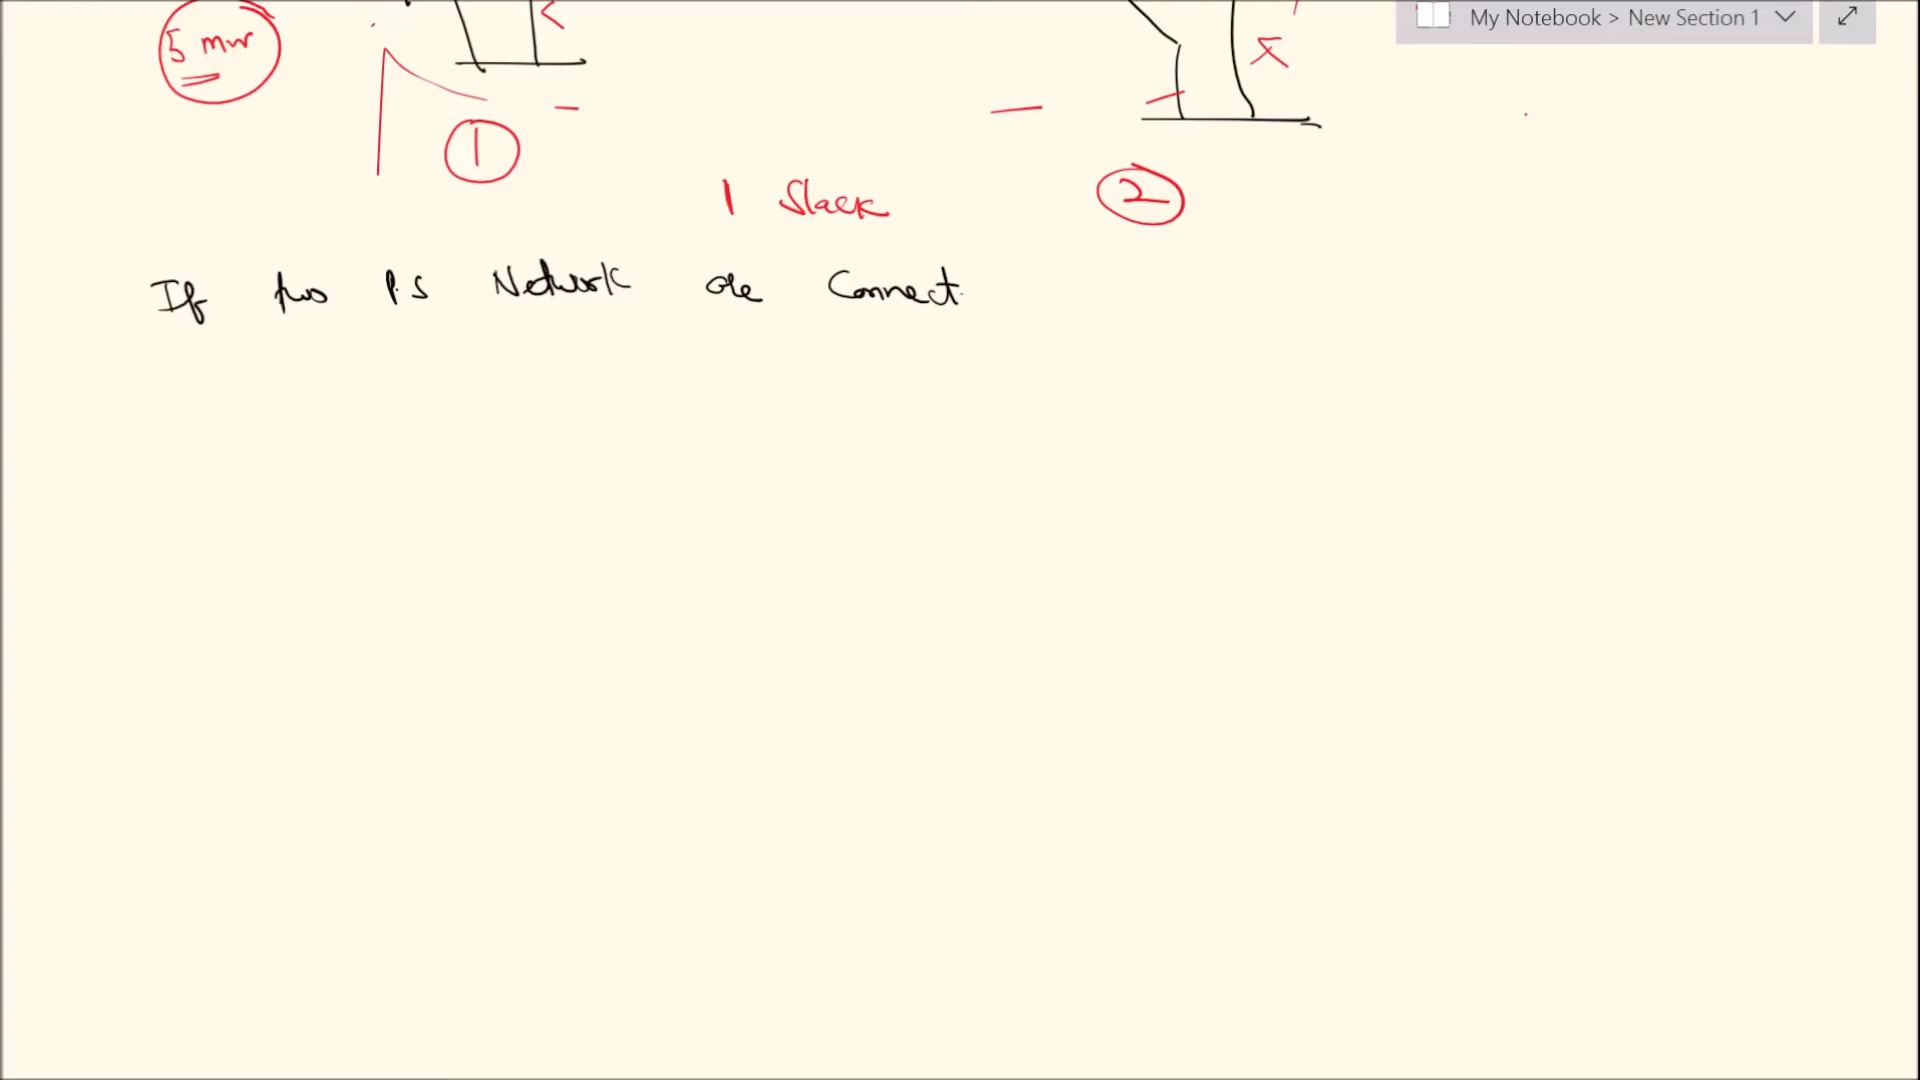 My Notebook > New Section 1
5 mw
1
2
1 Slack
If two P.S Network are Connect